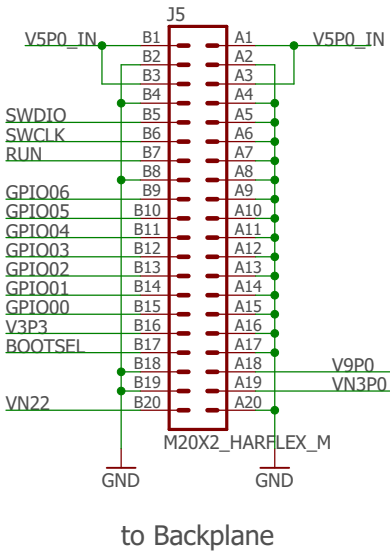 J5
V5P0_IN B1 A1 V5P0_IN
B2 A2
B3 A3
B4 A4
SWDIO B5 A5
SWCLK B6 A6
RUN B7 A7
B8 A8
GPIO06 B9 A9
GPIO05 B10 A10
GPIO04 B11 A11
GPIO03 B12 A12
GPIO02 B13 A13
GPIO01 B14 A14
GPIO00 B15 A15
V3P3 B16 A16
BOOTSEL B17 A17
B18 A18 V9P0
B19 A19 VN3P0
VN22 B20 A20
M20X2_HARFLEX_M
GND GND
to Backplane